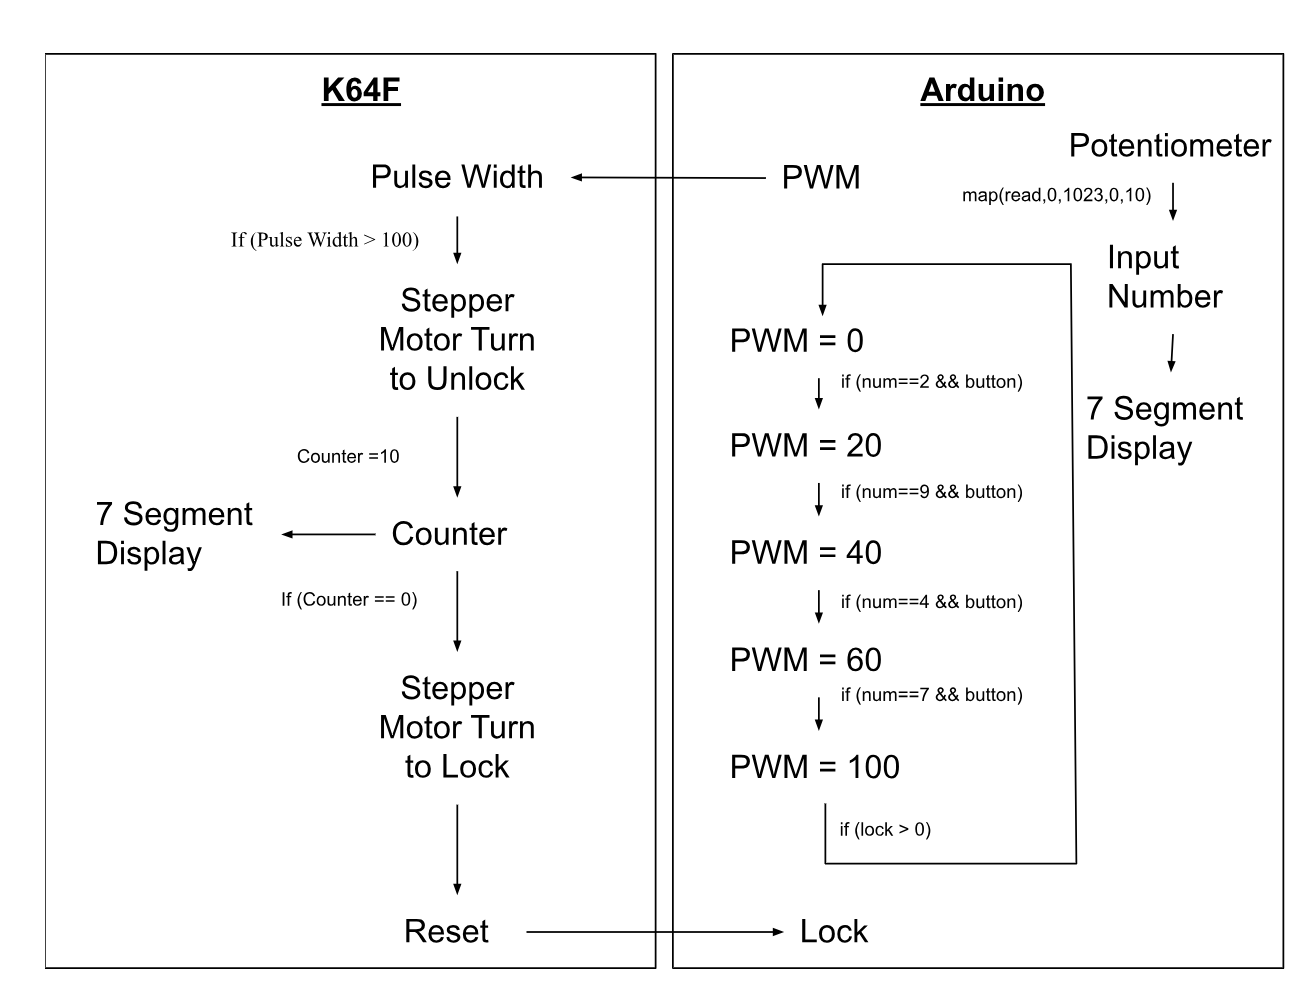 K64F
Pulse Width
If (Pulse Width > 100)
Stepper
Motor Turn
to Unlock
Counter =10
7 Segment
Display
Counter
If (Counter == 0)
Stepper
Motor Turn
to Lock
Reset
Arduino
Potentiometer
map(read,0,1023,0,10)
Input
Number
7 Segment
Display
PWM
PWM = 0
if (num==2 && button)
PWM = 20
if (num==9 && button)
PWM = 40
if (num==4 && button)
PWM = 60
if (num==7 && button)
PWM = 100
if (lock > 0)
Lock